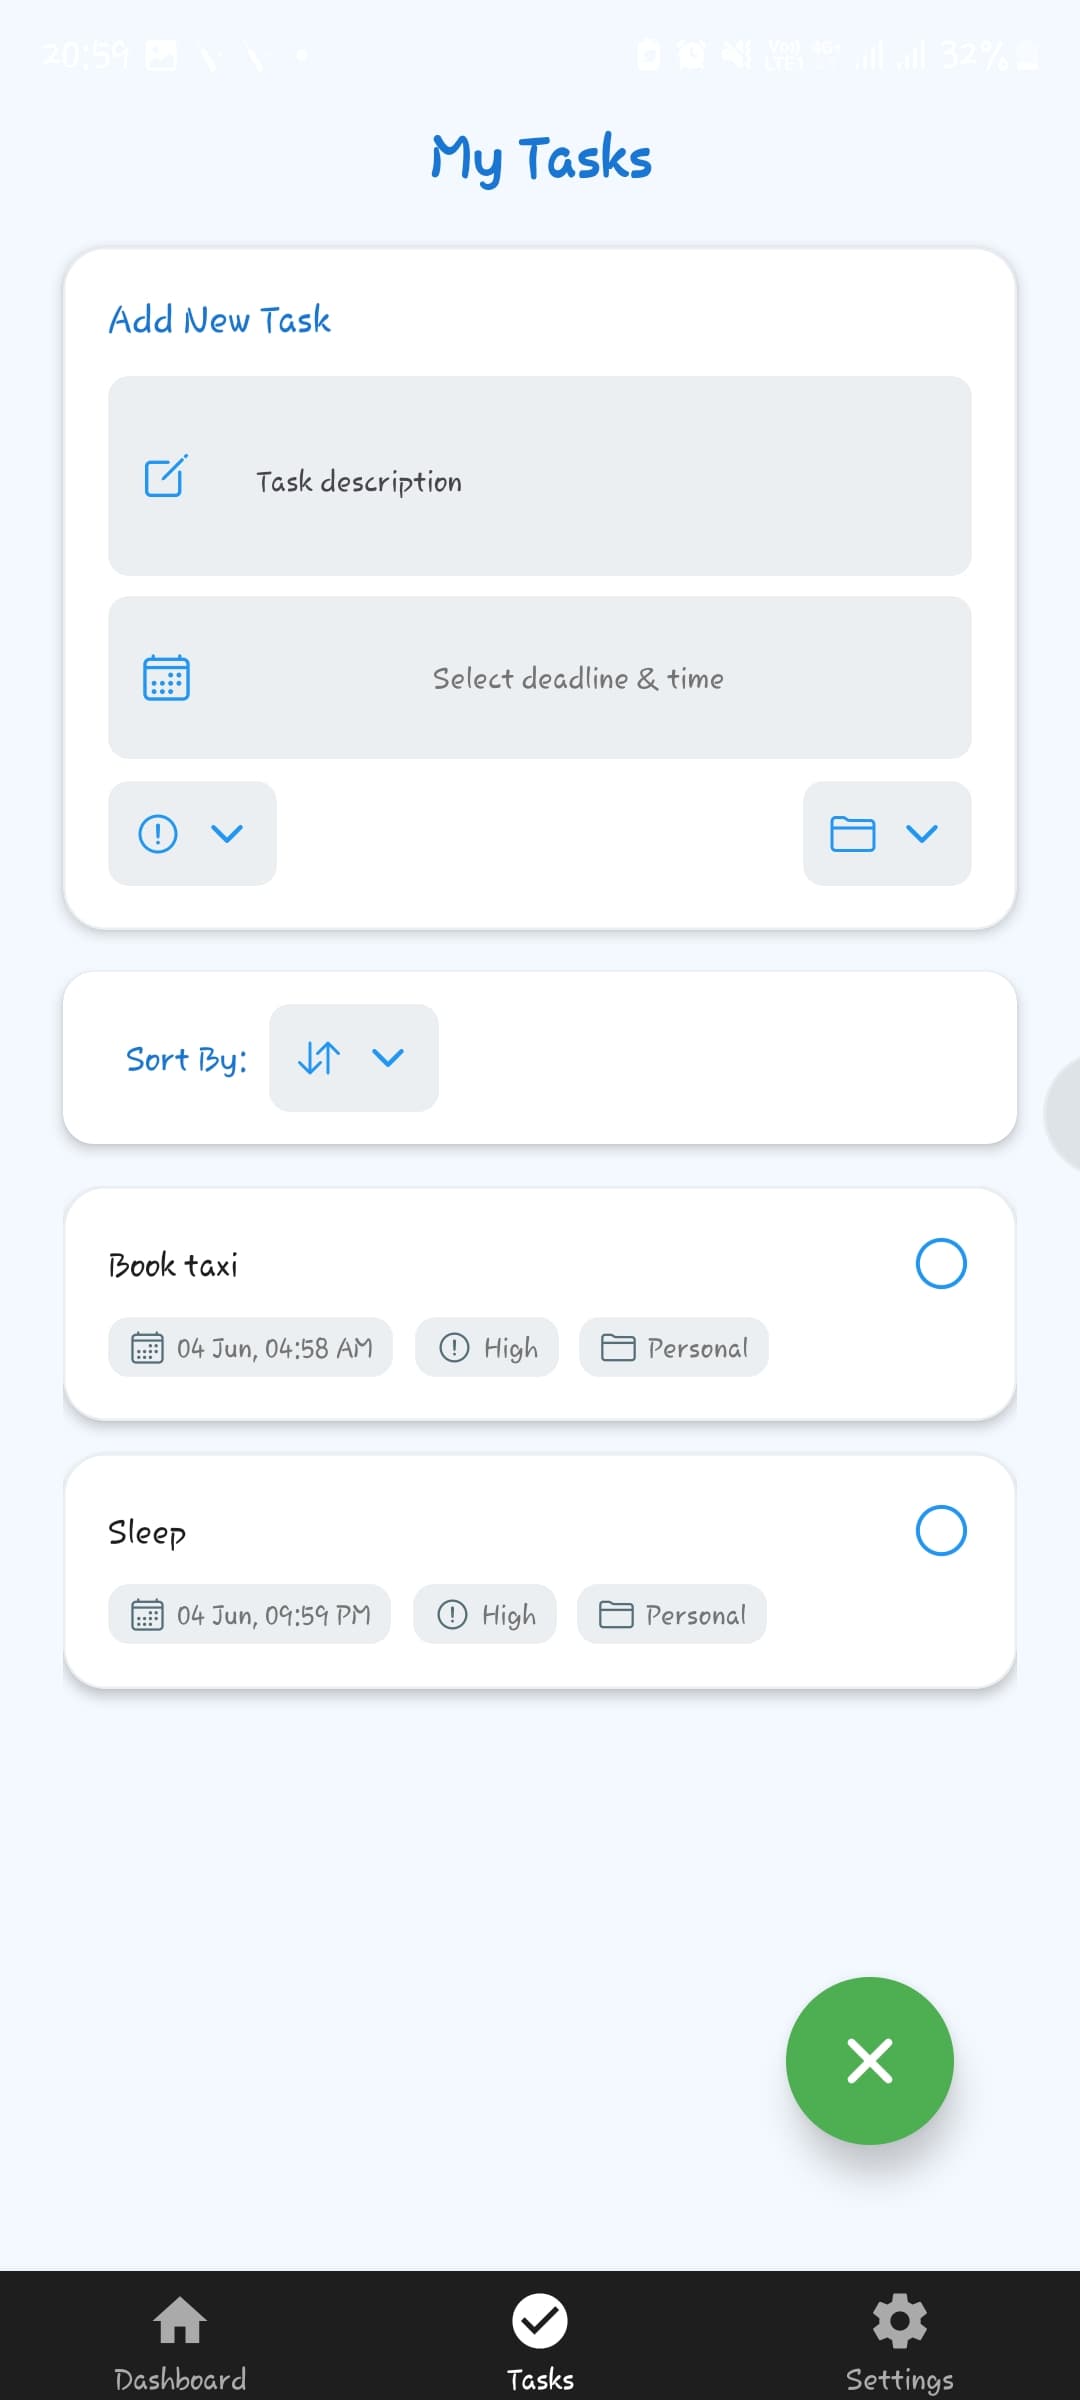 20:59 32%
My Tasks
Add New Task
Task description
Select deadline & time
Sort By:
Book taxi
04 Jun, 04:58 AM High Personal
Sleep
04 Jun, 09:59 PM High Personal
Dashboard Tasks Settings